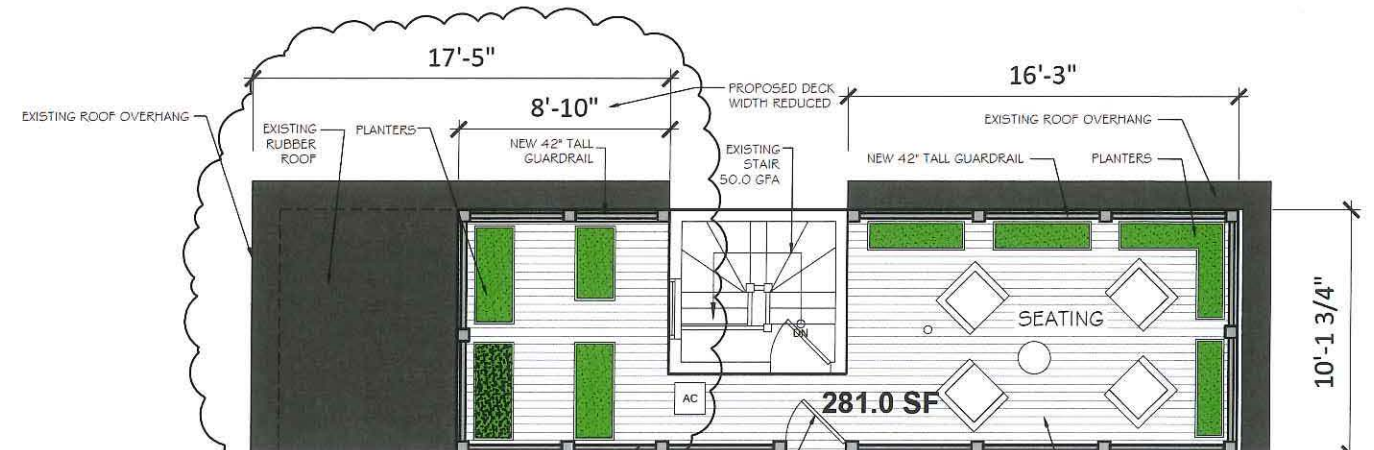 17'-5"
16'-3"
PROPOSED DECK
WIDTH REDUCED
8'-10"
EXISTING ROOF OVERHANG
EXISTING
RUBBER
ROOF
PLANTERS
NEW 42" TALL
GUARDRAIL
EXISTING
STAIR
50.0 GFA
EXISTING ROOF OVERHANG
NEW 42" TALL GUARDRAIL
PLANTERS
DN
SEATING
10'-1 3/4"
AC
281.0 SF